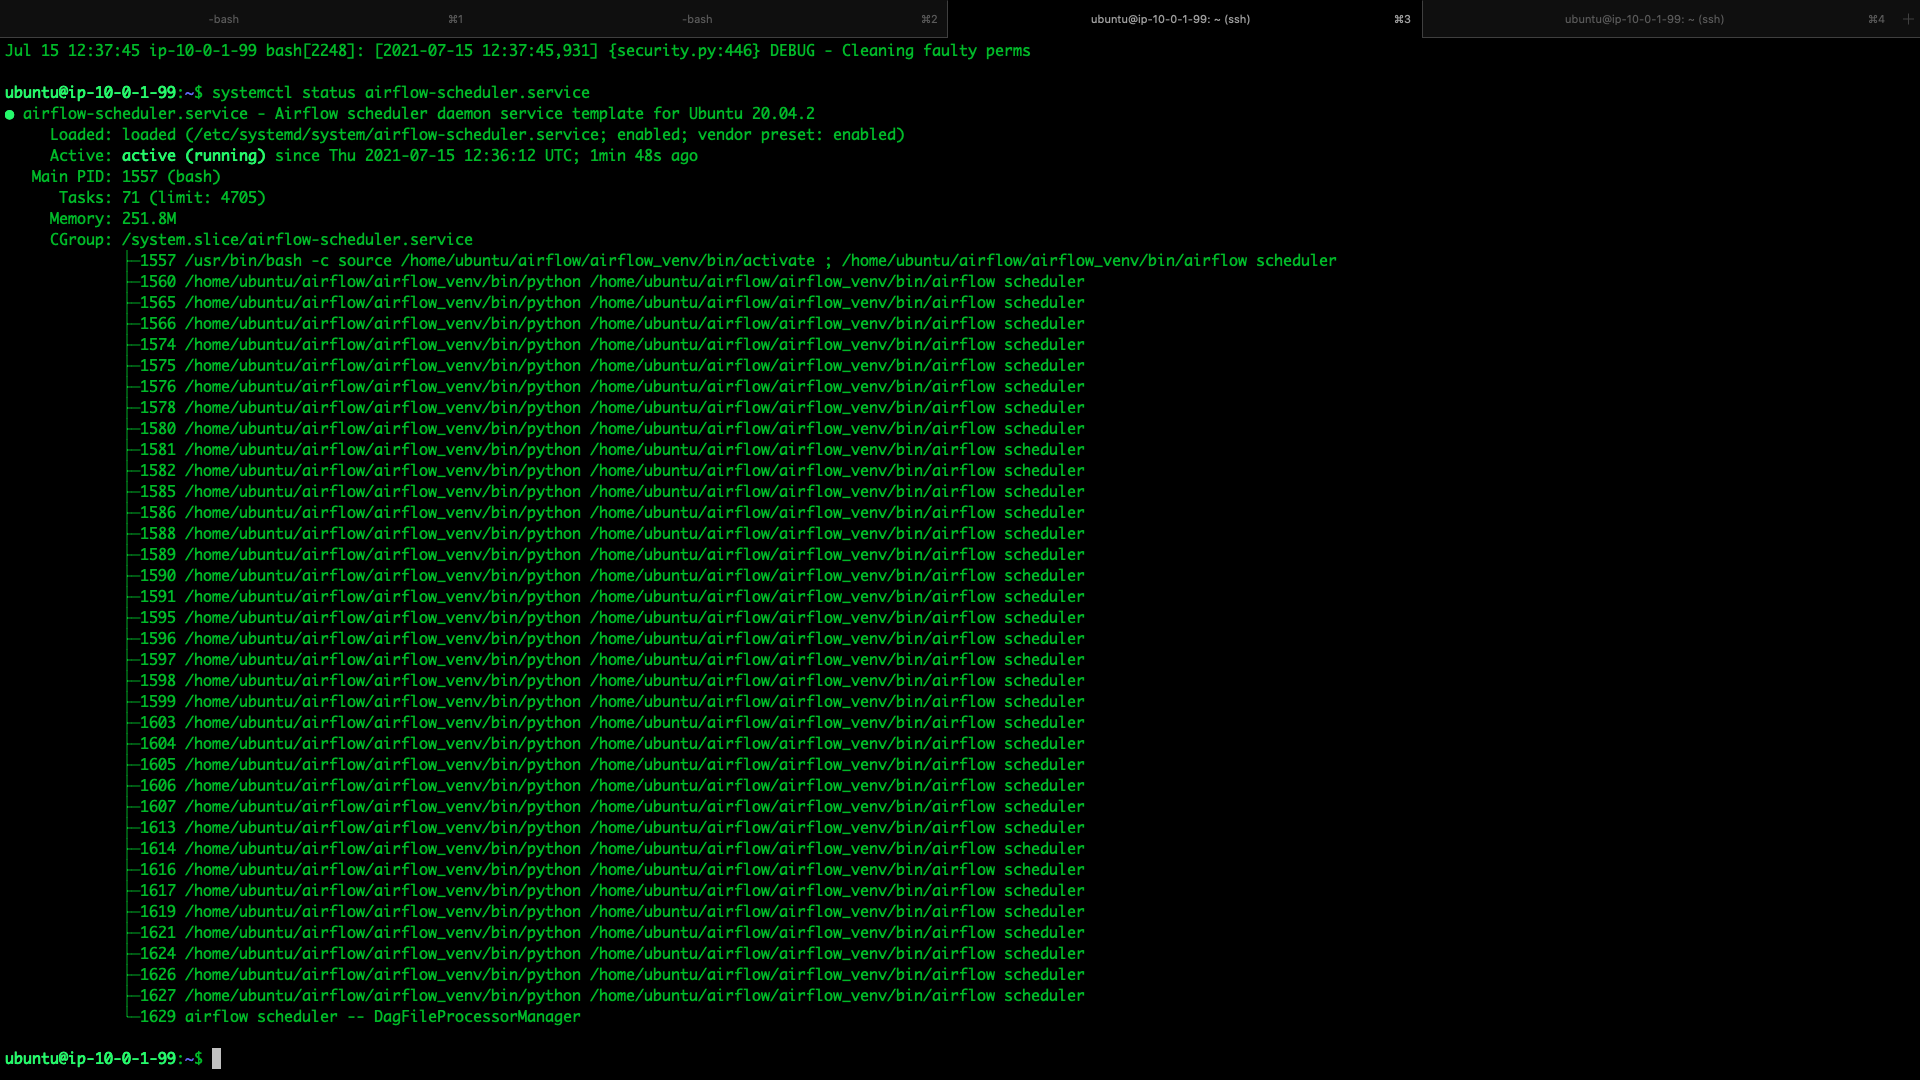 -bash ⌘1 -bash ⌘2 ubuntu@ip-10-0-1-99: ~ (ssh) ⌘3 ubuntu@ip-10-0-1-99: ~ (ssh) ⌘4 +
Jul 15 12:37:45 ip-10-0-1-99 bash[2248]: [2021-07-15 12:37:45,931] {security.py:446} DEBUG - Cleaning faulty perms
ubuntu@ip-10-0-1-99:~$ systemctl status airflow-scheduler.service
● airflow-scheduler.service - Airflow scheduler daemon service template for Ubuntu 20.04.2
Loaded: loaded (/etc/systemd/system/airflow-scheduler.service; enabled; vendor preset: enabled)
Active: active (running) since Thu 2021-07-15 12:36:12 UTC; 1min 48s ago
Main PID: 1557 (bash)
Tasks: 71 (limit: 4705)
Memory: 251.8M
CGroup: /system.slice/airflow-scheduler.service
├─1557 /usr/bin/bash -c source /home/ubuntu/airflow/airflow_venv/bin/activate ; /home/ubuntu/airflow/airflow_venv/bin/airflow scheduler
├─1560 /home/ubuntu/airflow/airflow_venv/bin/python /home/ubuntu/airflow/airflow_venv/bin/airflow scheduler
├─1565 /home/ubuntu/airflow/airflow_venv/bin/python /home/ubuntu/airflow/airflow_venv/bin/airflow scheduler
├─1566 /home/ubuntu/airflow/airflow_venv/bin/python /home/ubuntu/airflow/airflow_venv/bin/airflow scheduler
├─1574 /home/ubuntu/airflow/airflow_venv/bin/python /home/ubuntu/airflow/airflow_venv/bin/airflow scheduler
├─1575 /home/ubuntu/airflow/airflow_venv/bin/python /home/ubuntu/airflow/airflow_venv/bin/airflow scheduler
├─1576 /home/ubuntu/airflow/airflow_venv/bin/python /home/ubuntu/airflow/airflow_venv/bin/airflow scheduler
├─1578 /home/ubuntu/airflow/airflow_venv/bin/python /home/ubuntu/airflow/airflow_venv/bin/airflow scheduler
├─1580 /home/ubuntu/airflow/airflow_venv/bin/python /home/ubuntu/airflow/airflow_venv/bin/airflow scheduler
├─1581 /home/ubuntu/airflow/airflow_venv/bin/python /home/ubuntu/airflow/airflow_venv/bin/airflow scheduler
├─1582 /home/ubuntu/airflow/airflow_venv/bin/python /home/ubuntu/airflow/airflow_venv/bin/airflow scheduler
├─1585 /home/ubuntu/airflow/airflow_venv/bin/python /home/ubuntu/airflow/airflow_venv/bin/airflow scheduler
├─1586 /home/ubuntu/airflow/airflow_venv/bin/python /home/ubuntu/airflow/airflow_venv/bin/airflow scheduler
├─1588 /home/ubuntu/airflow/airflow_venv/bin/python /home/ubuntu/airflow/airflow_venv/bin/airflow scheduler
├─1589 /home/ubuntu/airflow/airflow_venv/bin/python /home/ubuntu/airflow/airflow_venv/bin/airflow scheduler
├─1590 /home/ubuntu/airflow/airflow_venv/bin/python /home/ubuntu/airflow/airflow_venv/bin/airflow scheduler
├─1591 /home/ubuntu/airflow/airflow_venv/bin/python /home/ubuntu/airflow/airflow_venv/bin/airflow scheduler
├─1595 /home/ubuntu/airflow/airflow_venv/bin/python /home/ubuntu/airflow/airflow_venv/bin/airflow scheduler
├─1596 /home/ubuntu/airflow/airflow_venv/bin/python /home/ubuntu/airflow/airflow_venv/bin/airflow scheduler
├─1597 /home/ubuntu/airflow/airflow_venv/bin/python /home/ubuntu/airflow/airflow_venv/bin/airflow scheduler
├─1598 /home/ubuntu/airflow/airflow_venv/bin/python /home/ubuntu/airflow/airflow_venv/bin/airflow scheduler
├─1599 /home/ubuntu/airflow/airflow_venv/bin/python /home/ubuntu/airflow/airflow_venv/bin/airflow scheduler
├─1603 /home/ubuntu/airflow/airflow_venv/bin/python /home/ubuntu/airflow/airflow_venv/bin/airflow scheduler
├─1604 /home/ubuntu/airflow/airflow_venv/bin/python /home/ubuntu/airflow/airflow_venv/bin/airflow scheduler
├─1605 /home/ubuntu/airflow/airflow_venv/bin/python /home/ubuntu/airflow/airflow_venv/bin/airflow scheduler
├─1606 /home/ubuntu/airflow/airflow_venv/bin/python /home/ubuntu/airflow/airflow_venv/bin/airflow scheduler
├─1607 /home/ubuntu/airflow/airflow_venv/bin/python /home/ubuntu/airflow/airflow_venv/bin/airflow scheduler
├─1613 /home/ubuntu/airflow/airflow_venv/bin/python /home/ubuntu/airflow/airflow_venv/bin/airflow scheduler
├─1614 /home/ubuntu/airflow/airflow_venv/bin/python /home/ubuntu/airflow/airflow_venv/bin/airflow scheduler
├─1616 /home/ubuntu/airflow/airflow_venv/bin/python /home/ubuntu/airflow/airflow_venv/bin/airflow scheduler
├─1617 /home/ubuntu/airflow/airflow_venv/bin/python /home/ubuntu/airflow/airflow_venv/bin/airflow scheduler
├─1619 /home/ubuntu/airflow/airflow_venv/bin/python /home/ubuntu/airflow/airflow_venv/bin/airflow scheduler
├─1621 /home/ubuntu/airflow/airflow_venv/bin/python /home/ubuntu/airflow/airflow_venv/bin/airflow scheduler
├─1624 /home/ubuntu/airflow/airflow_venv/bin/python /home/ubuntu/airflow/airflow_venv/bin/airflow scheduler
├─1626 /home/ubuntu/airflow/airflow_venv/bin/python /home/ubuntu/airflow/airflow_venv/bin/airflow scheduler
├─1627 /home/ubuntu/airflow/airflow_venv/bin/python /home/ubuntu/airflow/airflow_venv/bin/airflow scheduler
└─1629 airflow scheduler -- DagFileProcessorManager
ubuntu@ip-10-0-1-99:~$